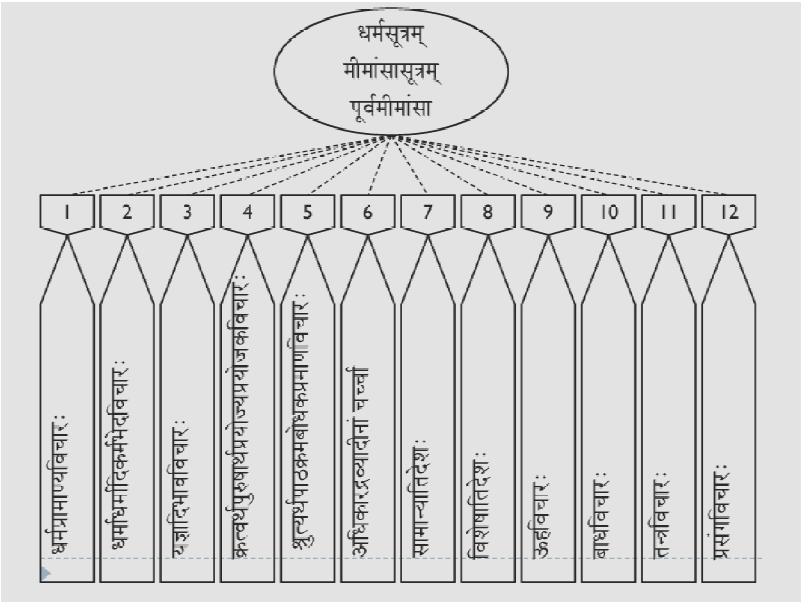 धर्मसूत्रम्
मीमांसासूत्रम्
पूर्वमीमांसा
1
2
3
4
5
6
7
8
9
10
11
12
धर्मप्रामाण्यविचारः
धर्माधर्मादिकर्मभेदविचारः
यज्ञादिभावविचारः
क्रत्वर्थपुरुषार्थप्रयोज्यप्रयोजकविचारः
श्रुत्यर्थपाठक्रमबोधकप्रमाणविचारः
अधिकारद्रव्यादीनां चर्च्चा
सामान्यातिदेशः
विशेषातिदेशः
ऊहविचारः
बाधविचारः
तन्त्रविचारः
प्रसंगविचारः